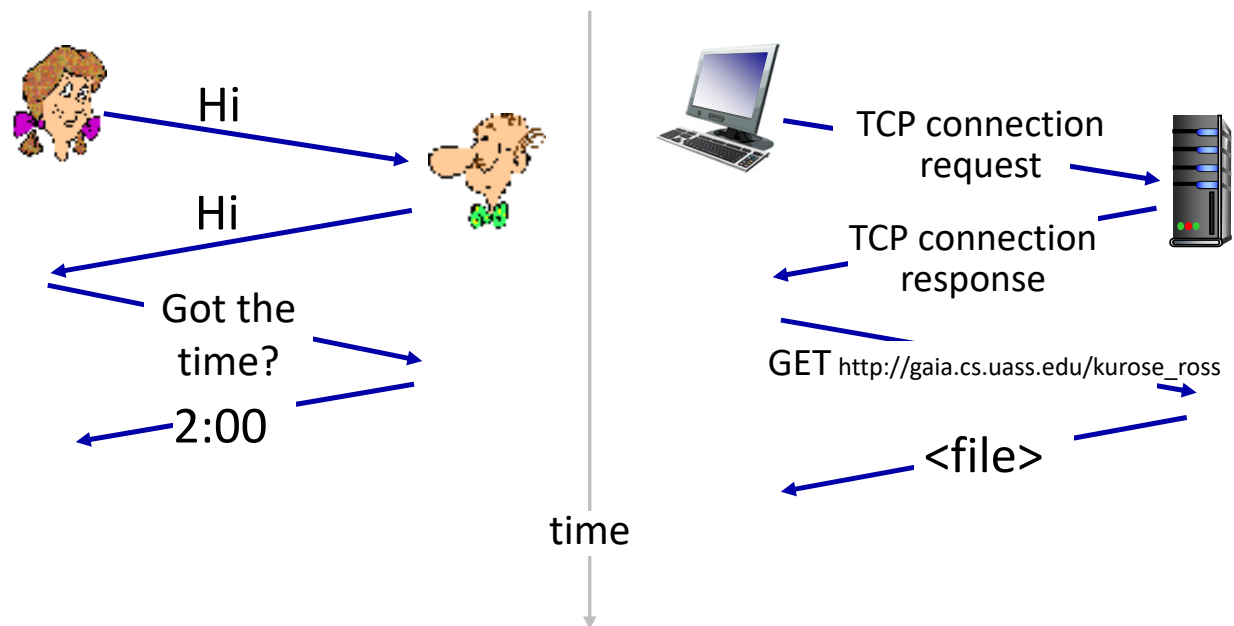 Hi
Hi
Got the
time?
2:00
TCP connection
request
TCP connection
response
GET http://gaia.cs.uass.edu/kurose_ross
<file>
time